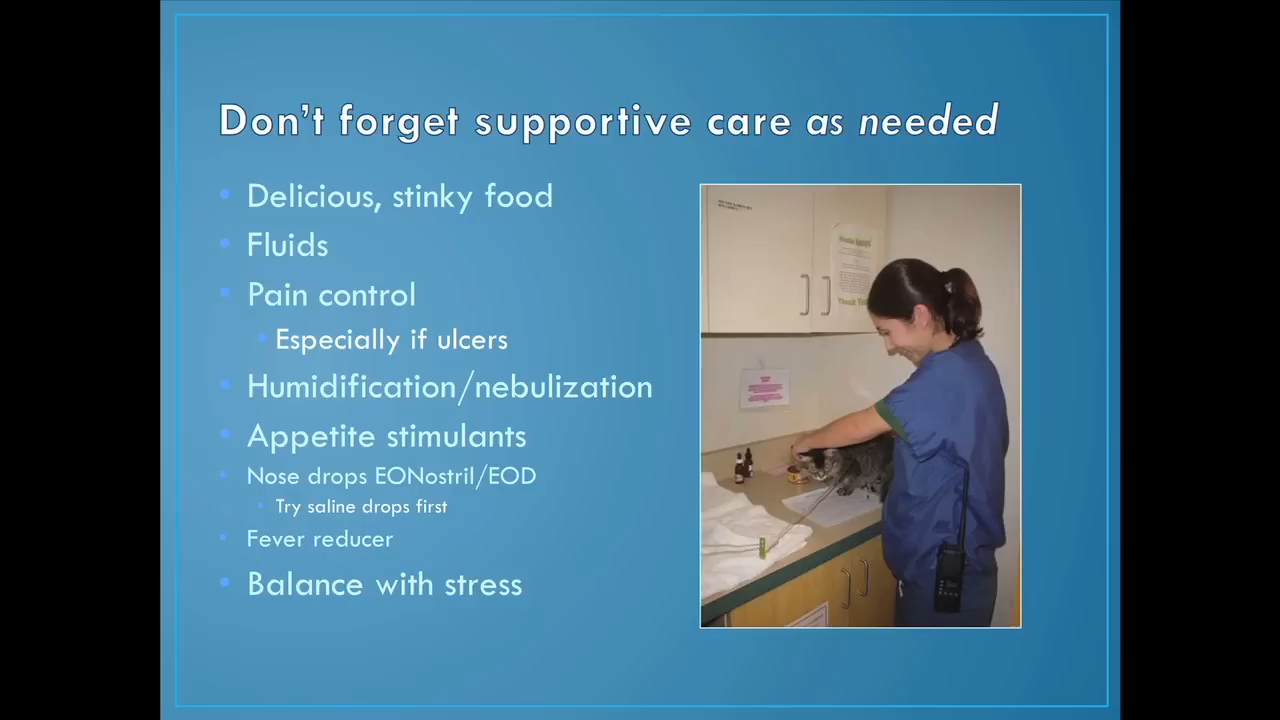 Don't forget supportive care as needed
Delicious, stinky food
Fluids
Pain control
Especially if ulcers
Humidification/nebulization
Appetite stimulants
Nose drops EONostril/EOD
Try saline drops first
Fever reducer
Balance with stress